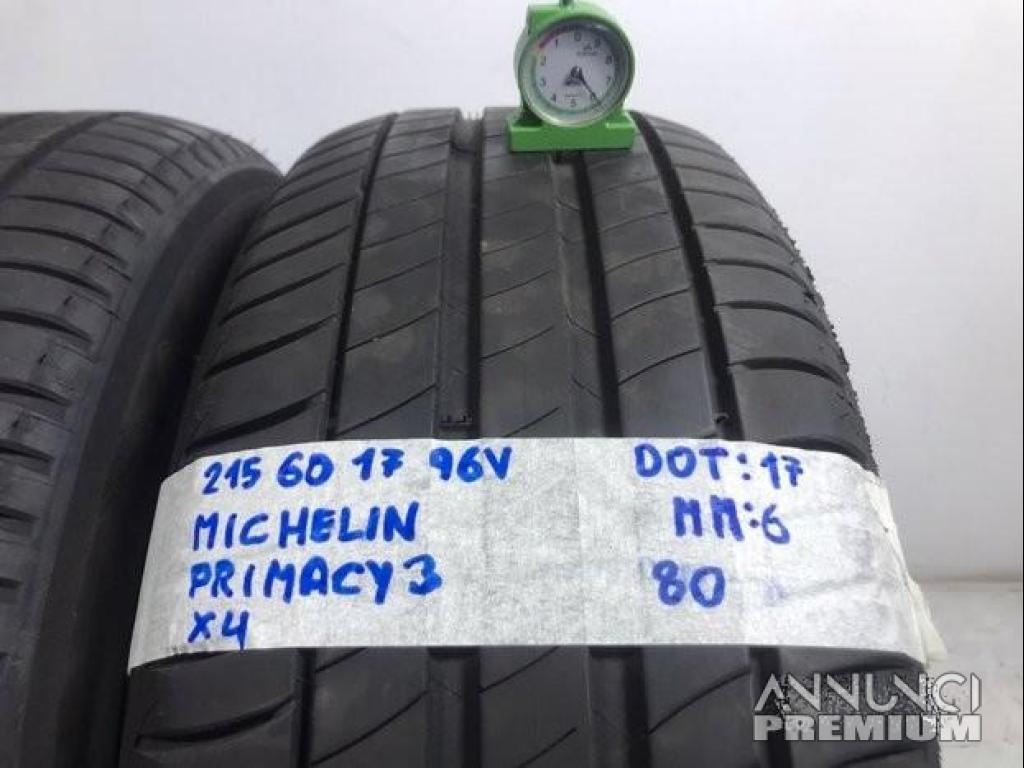 215 60 17 96V DOT:17
MICHELIN MM:6
PRIMACY3 80
X4
ANNUNCI
PREMIUM